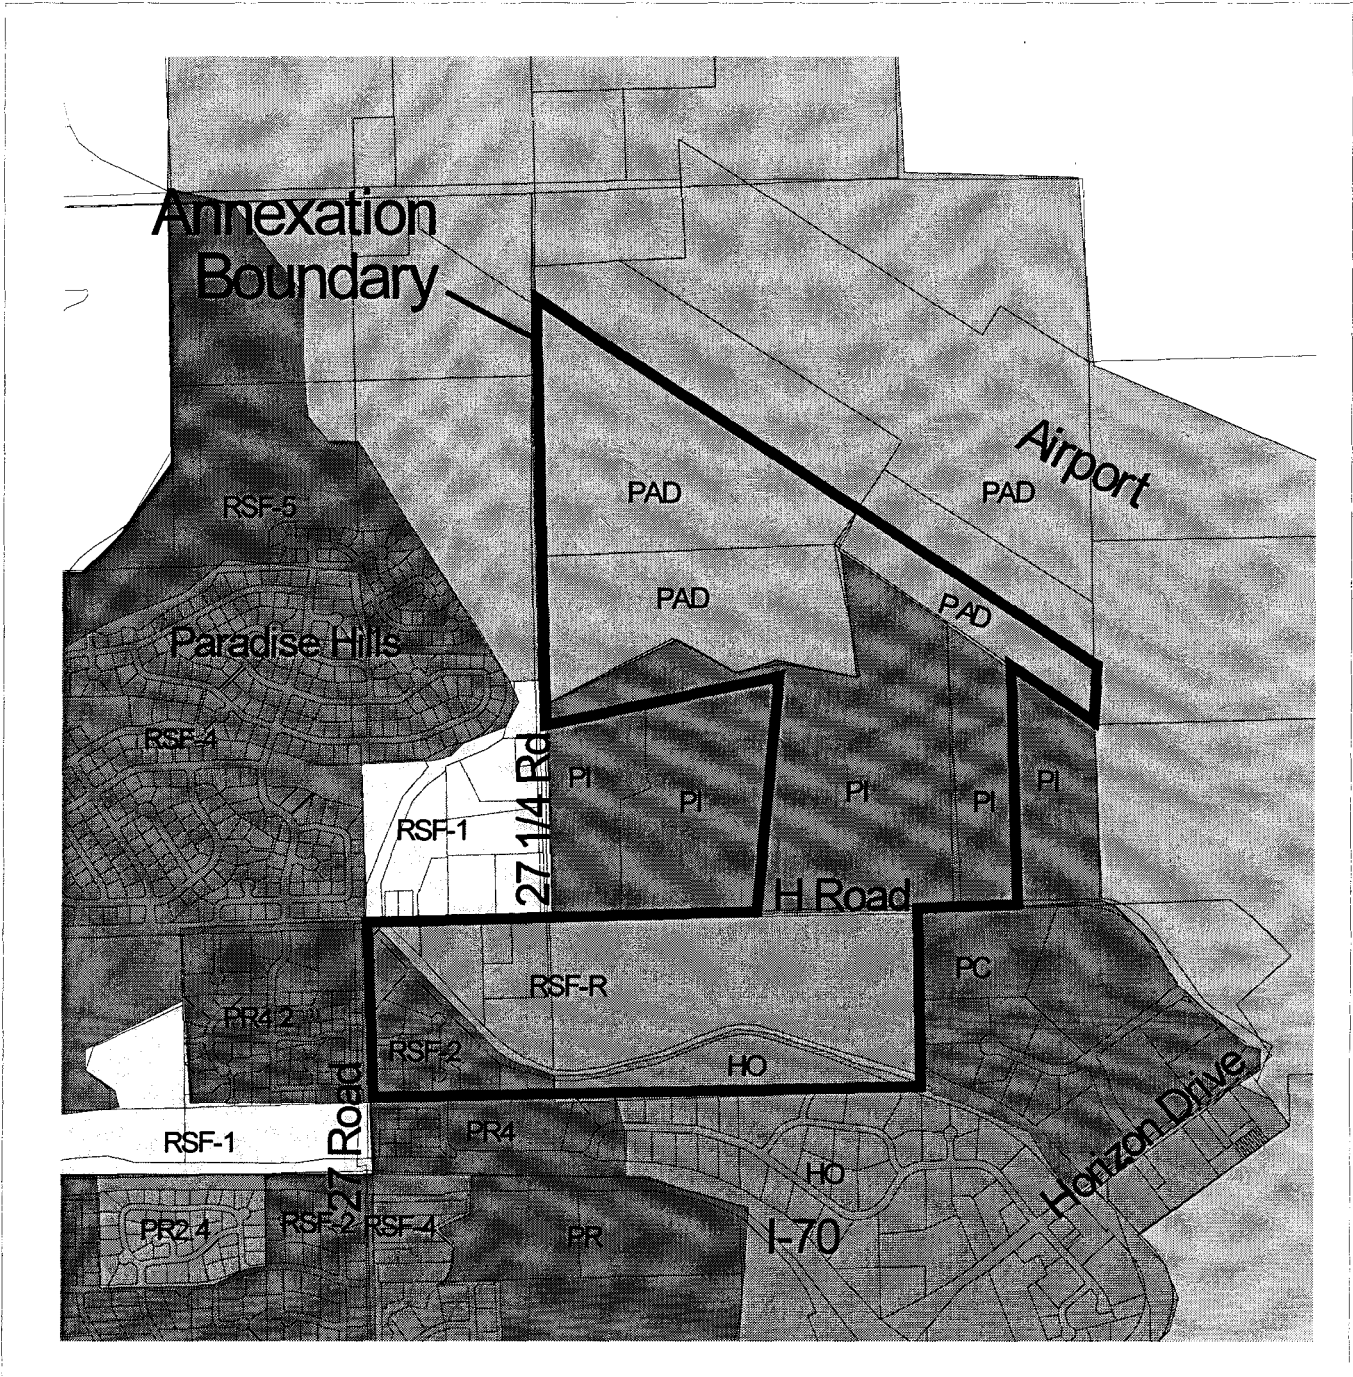 Annexation
Boundary
Airport
PAD
PAD
RSF-5
PAD
PAD
Paradise Hills
RSF-4
27 1/4 Rd
PI
PI
PI
PI
PI
RSF-1
H Road
PC
RSF-R
PR4.2
RSF-2
HO
27 Road
Horizon Drive
PR4
RSF-1
HO
PR2.4
RSF-2
RSF-4
PR
I-70